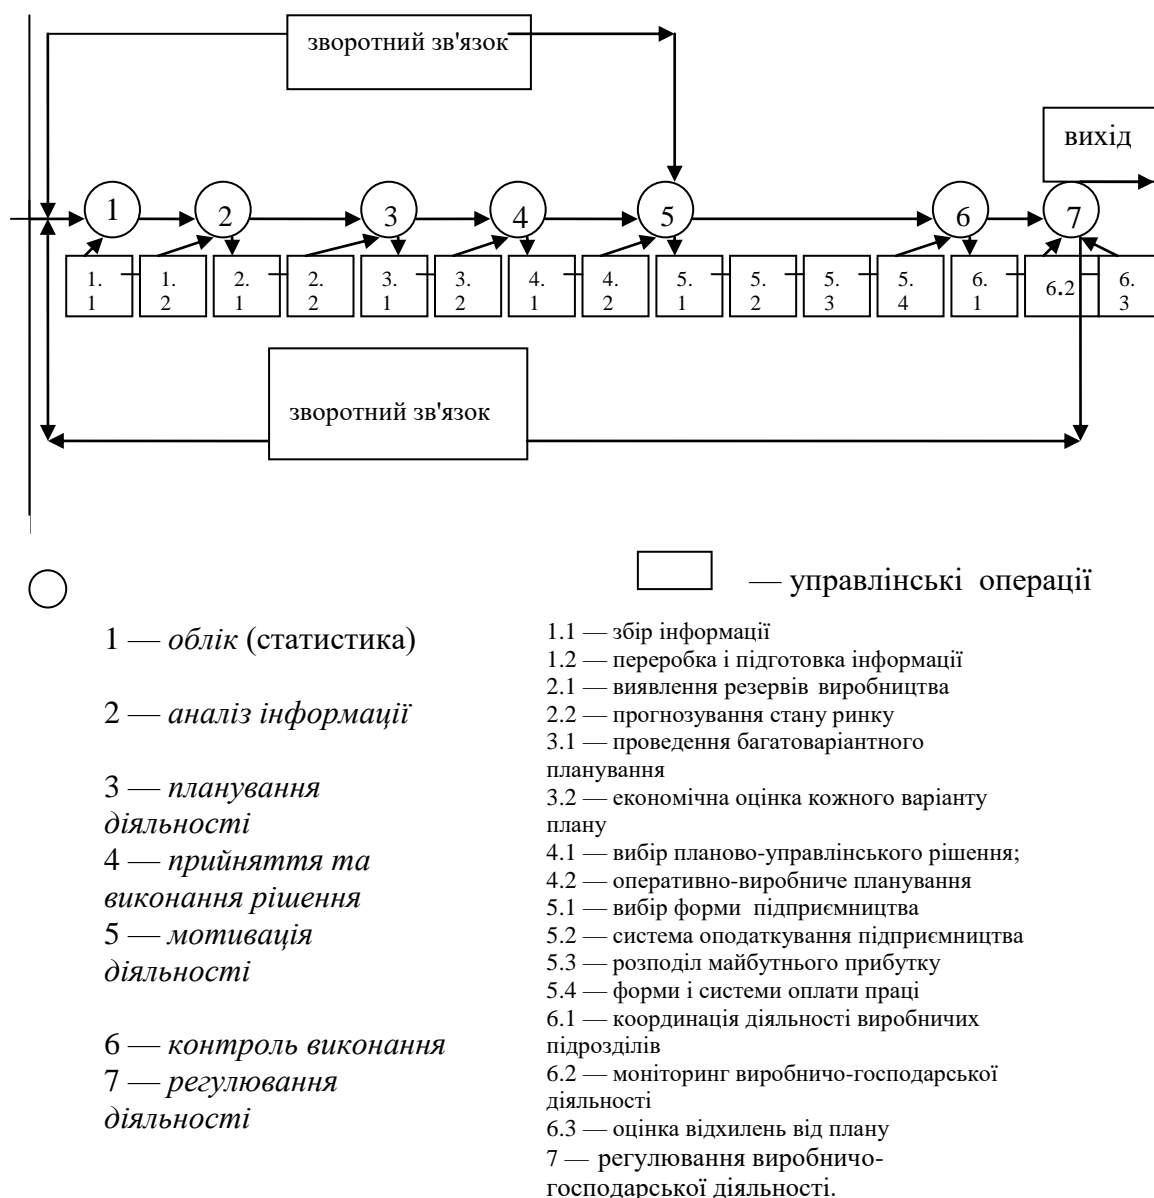 зворотний зв'язок
вихід
1
2
3
4
5
6
7
1.
1
1.
2
2.
1
2.
2
3.
1
3.
2
4.
1
4.
2
5.
1
5.
2
5.
3
5.
4
6.
1
6.2
6.
3
зворотний зв'язок
— управлінські операції
1 — облік (статистика)
2 — аналіз інформації
3 — планування
діяльності
4 — прийняття та
виконання рішення
5 — мотивація
діяльності
6 — контроль виконання
7 — регулювання
діяльності
1.1 — збір інформації
1.2 — переробка і підготовка інформації
2.1 — виявлення резервів виробництва
2.2 — прогнозування стану ринку
3.1 — проведення багатоваріантного
планування
3.2 — економічна оцінка кожного варіанту
плану
4.1 — вибір планово-управлінського рішення;
4.2 — оперативно-виробниче планування
5.1 — вибір форми підприємництва
5.2 — система оподаткування підприємництва
5.3 — розподіл майбутнього прибутку
5.4 — форми і системи оплати праці
6.1 — координація діяльності виробничих
підрозділів
6.2 — моніторинг виробничо-господарської
діяльності
6.3 — оцінка відхилень від плану
7 — регулювання виробничо-
господарської діяльності.